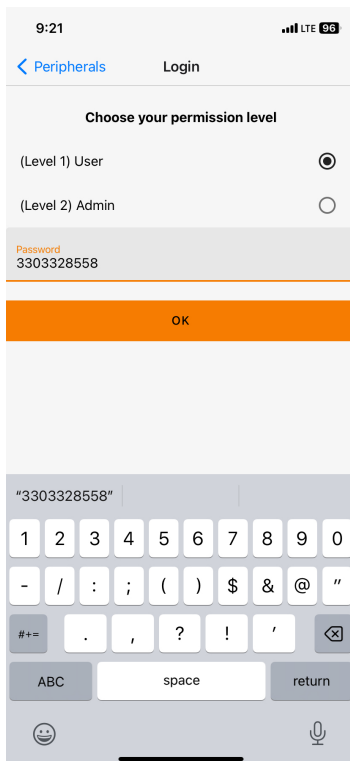 9:21 LTE 96
Peripherals Login
Choose your permission level
(Level 1) User
(Level 2) Admin
Password
3303328558
OK
“3303328558”
1 2 3 4 5 6 7 8 9 0
- / : ; ( ) $ & @ ”
#+= . , ? ! ’
ABC space return